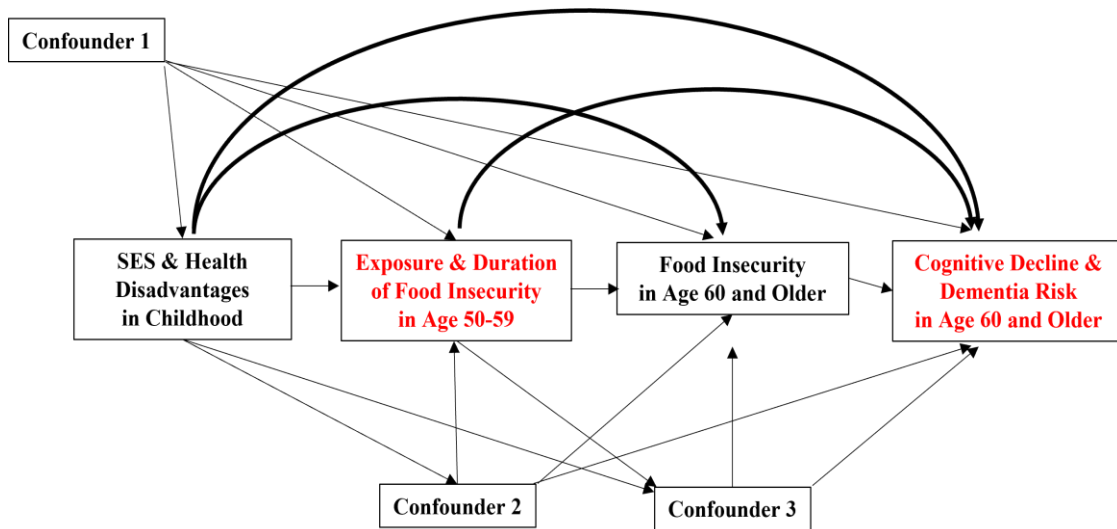 Confounder 1
SES & Health
Disadvantages
in Childhood
Exposure & Duration
of Food Insecurity
in Age 50-59
Food Insecurity
in Age 60 and Older
Cognitive Decline &
Dementia Risk
in Age 60 and Older
Confounder 2
Confounder 3